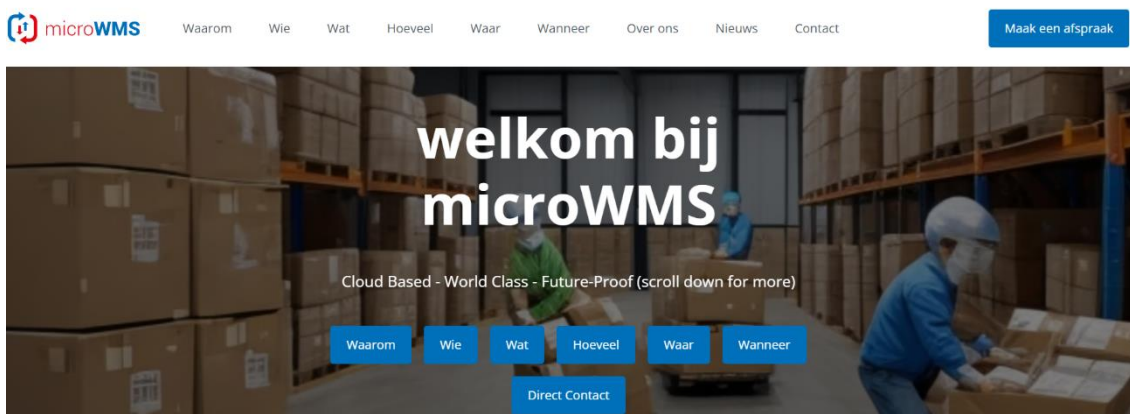 microWMS
Waarom Wie Wat Hoeveel Waar Wanneer Over ons Nieuws Contact
Maak een afspraak
welkom bij
microWMS
Cloud Based - World Class - Future-Proof (scroll down for more)
Waarom Wie Wat Hoeveel Waar Wanneer
Direct Contact